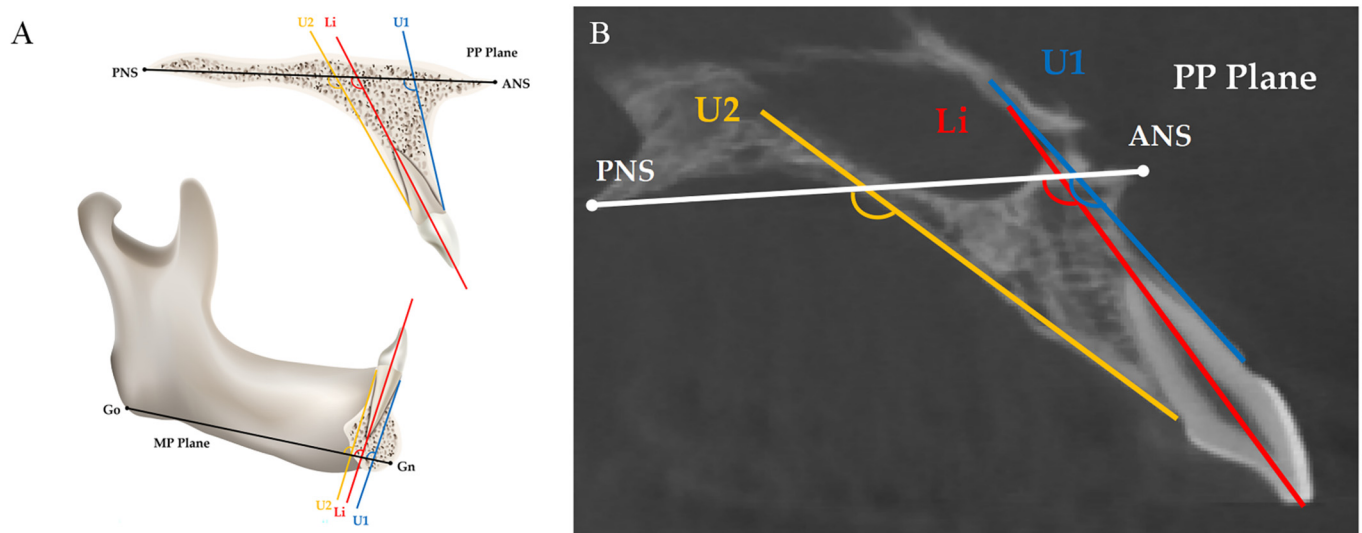 A
U2
Li
U1
PP Plane
PNS
ANS
Go
MP Plane
Gn
U2
Li
U1
B
U1
PP Plane
U2
Li
ANS
PNS